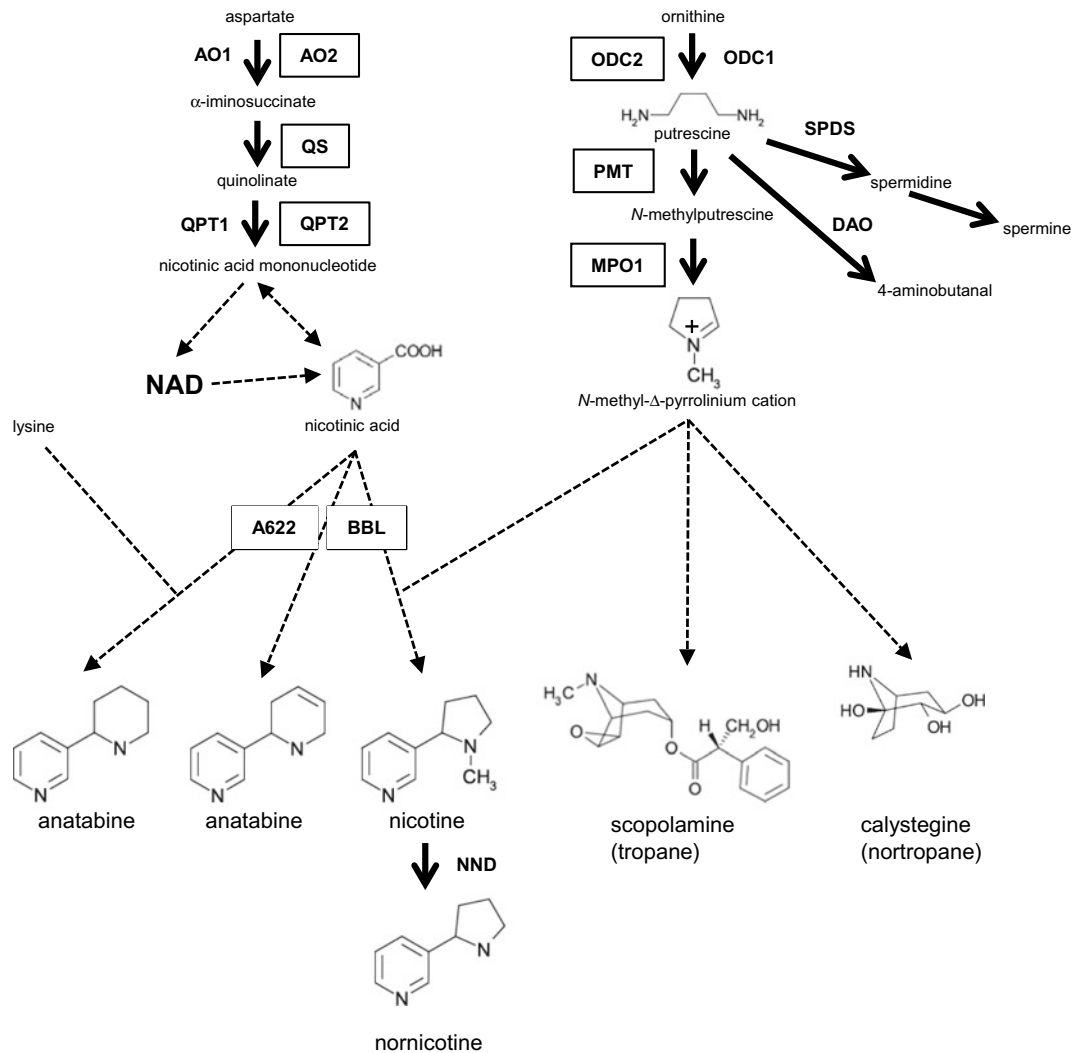 aspartate
AO1
AO2
α-iminosuccinate
QS
quinolinate
QPT1
QPT2
nicotinic acid mononucleotide
NAD
COOH
N
nicotinic acid
lysine
ornithine
ODC2
ODC1
H₂N
NH₂
putrescine
SPDS
PMT
spermidine
N-methylputrescine
DAO
spermine
MPO1
4-aminobutanal
+
N
CH₃
N-methyl-Δ-pyrrolinium cation
A622
BBL
N
N
anatabine
N
N
anatabine
N
CH₃
N
nicotine
NND
N
N
nornicotine
H₃C
N
O
H
CH₂OH
O
O
scopolamine
(tropane)
HN
HO
OH
OH
calystegine
(nortropane)